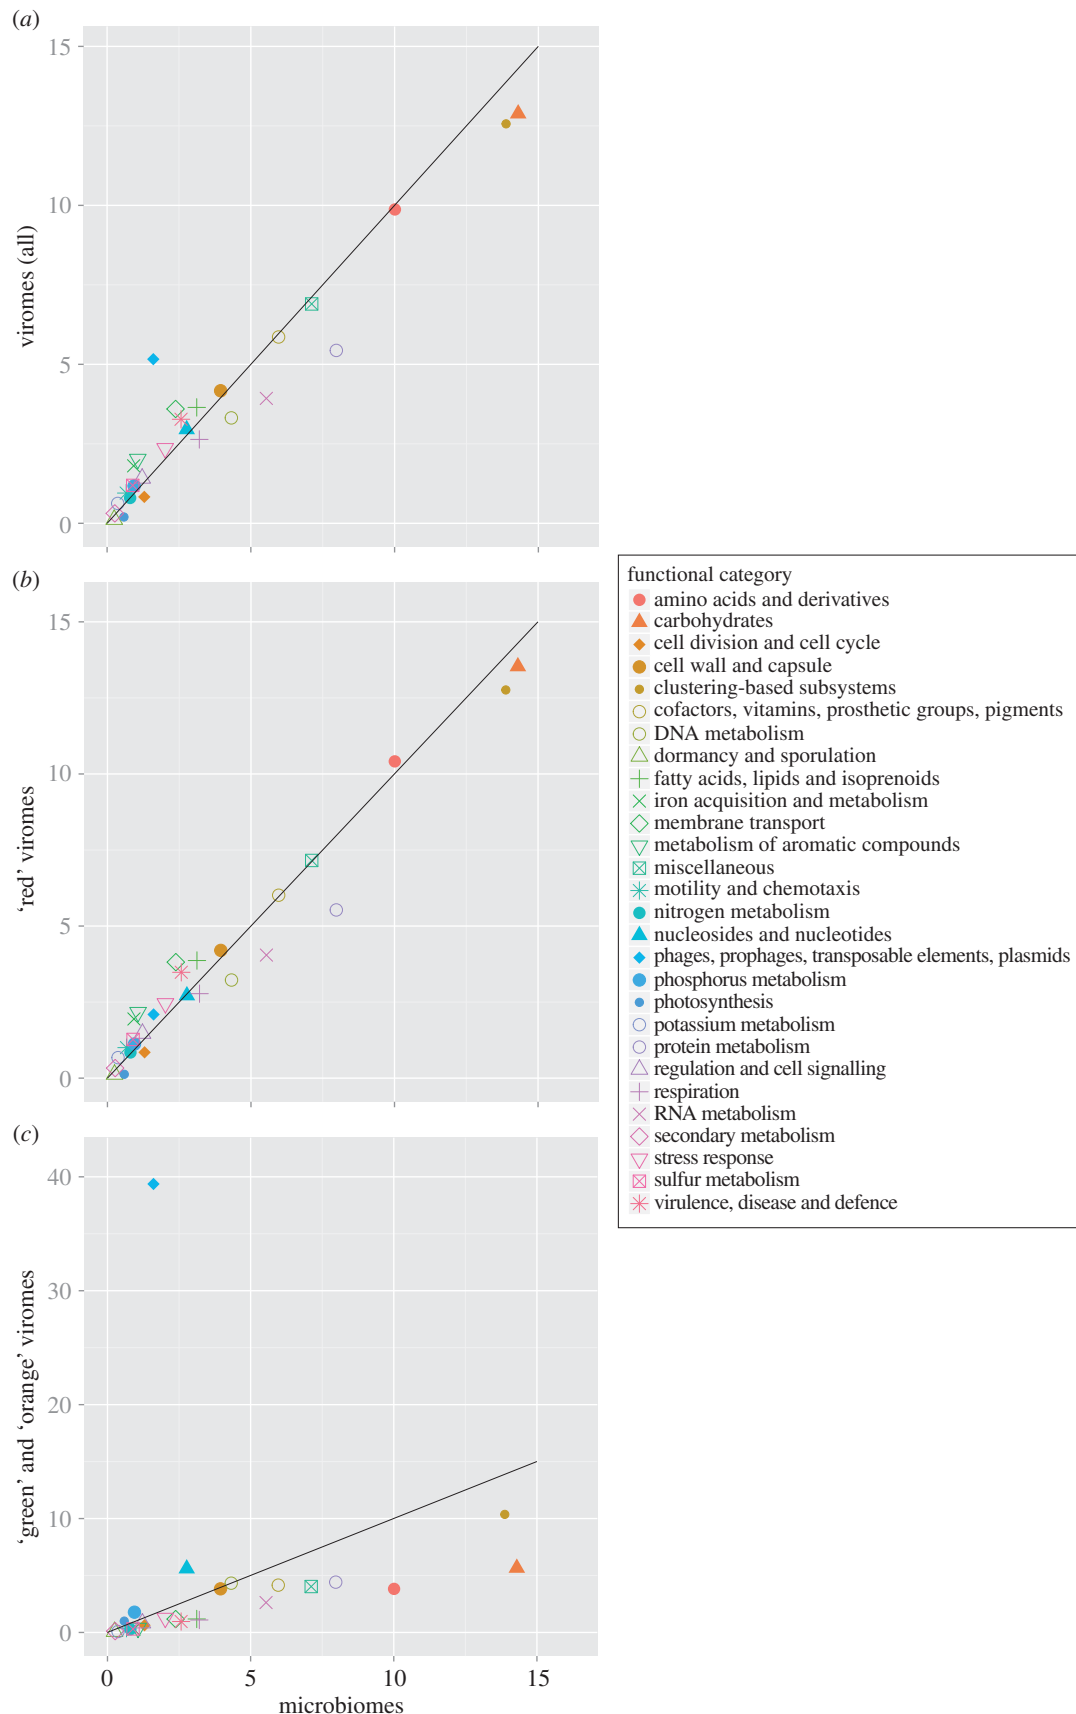 (a)
15
10
5
0
viromes (all)
(b)
15
10
5
0
‘red’ viromes
(c)
40
30
20
10
0
‘green’ and ‘orange’ viromes
0 5 10 15
microbiomes
functional category
amino acids and derivatives
carbohydrates
cell division and cell cycle
cell wall and capsule
clustering-based subsystems
cofactors, vitamins, prosthetic groups, pigments
DNA metabolism
dormancy and sporulation
fatty acids, lipids and isoprenoids
iron acquisition and metabolism
membrane transport
metabolism of aromatic compounds
miscellaneous
motility and chemotaxis
nitrogen metabolism
nucleosides and nucleotides
phages, prophages, transposable elements, plasmids
phosphorus metabolism
photosynthesis
potassium metabolism
protein metabolism
regulation and cell signalling
respiration
RNA metabolism
secondary metabolism
stress response
sulfur metabolism
virulence, disease and defence